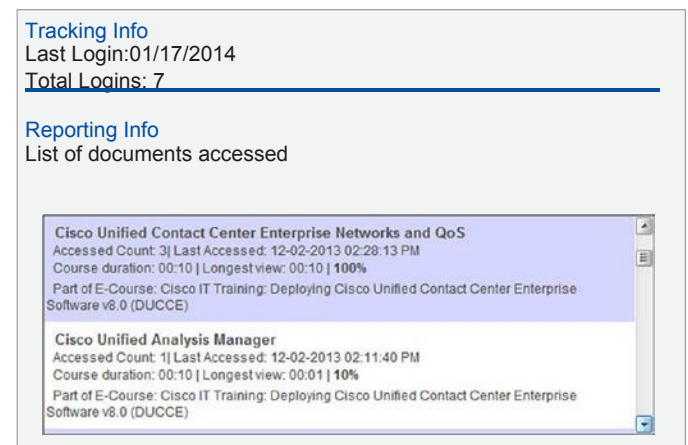 Tracking Info
Last Login:01/17/2014
Total Logins: 7
Reporting Info
List of documents accessed
Cisco Unified Contact Center Enterprise Networks and QoS
Accessed Count: 3| Last Accessed: 12-02-2013 02:28:13 PM
Course duration: 00:10 | Longest view: 00:10 | 100%
Part of E-Course: Cisco IT Training: Deploying Cisco Unified Contact Center Enterprise
Software v8.0 (DUCCE)
Cisco Unified Analysis Manager
Accessed Count: 1| Last Accessed: 12-02-2013 02:11:40 PM
Course duration: 00:10 | Longest view: 00:01 | 10%
Part of E-Course: Cisco IT Training: Deploying Cisco Unified Contact Center Enterprise
Software v8.0 (DUCCE)